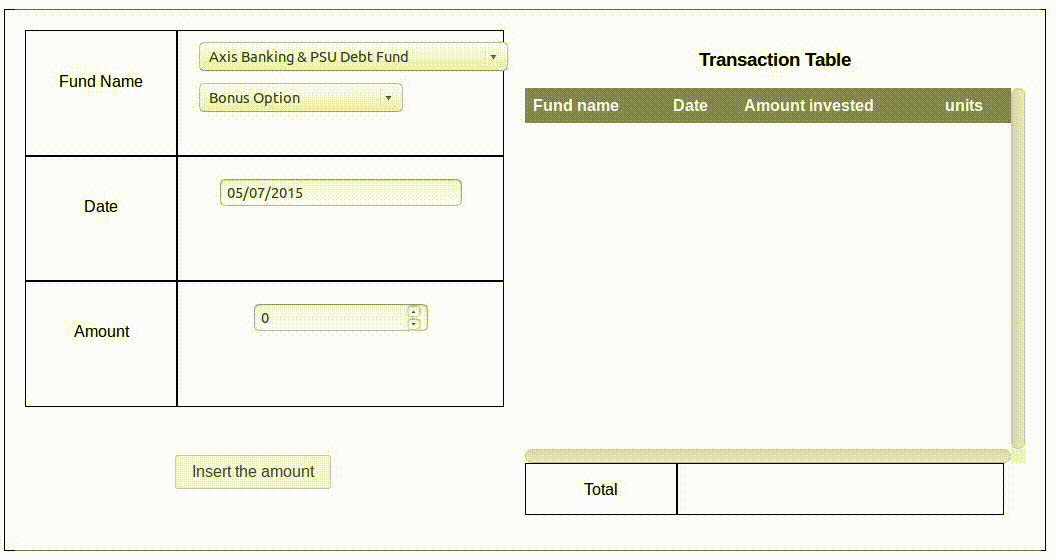 Fund Name
Axis Banking & PSU Debt Fund
Bonus Option
Date
05/07/2015
Amount
0
Insert the amount
Transaction Table
Fund name Date Amount invested units
Total